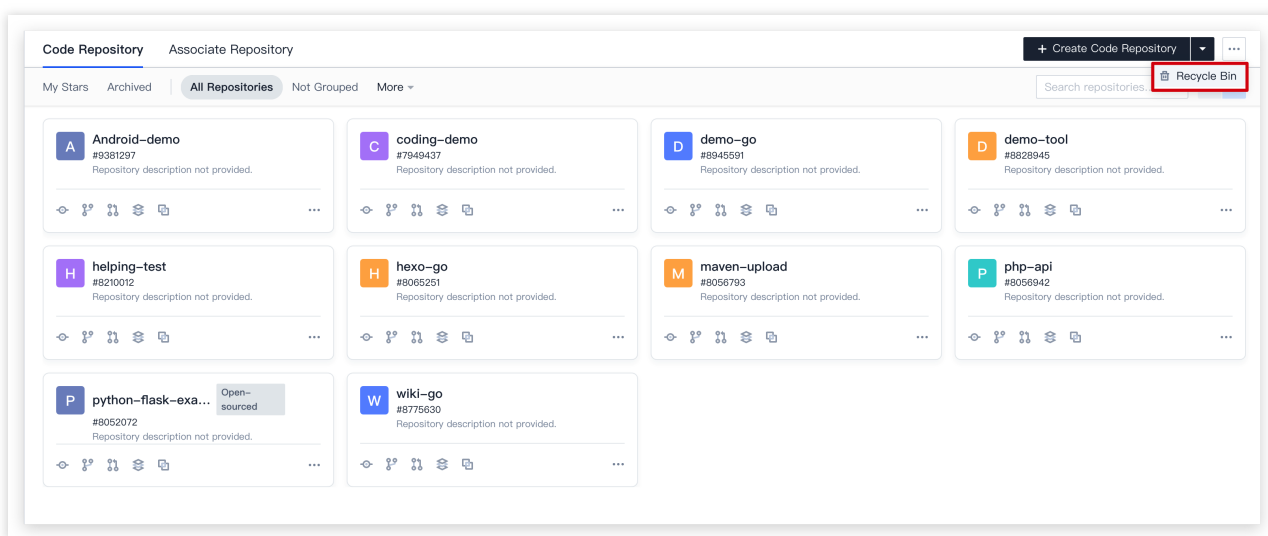 Code Repository Associate Repository + Create Code Repository
Recycle Bin
My Stars Archived All Repositories Not Grouped More Search repositories...
A Android-demo
#9381297
Repository description not provided.
C coding-demo
#7949437
Repository description not provided.
D demo-go
#8945591
Repository description not provided.
D demo-tool
#8828945
Repository description not provided.
H helping-test
#8210012
Repository description not provided.
H hexo-go
#8065251
Repository description not provided.
M maven-upload
#8056793
Repository description not provided.
P php-api
#8056942
Repository description not provided.
P python-flask-exa... Open-
sourced
#8052072
Repository description not provided.
W wiki-go
#8775630
Repository description not provided.